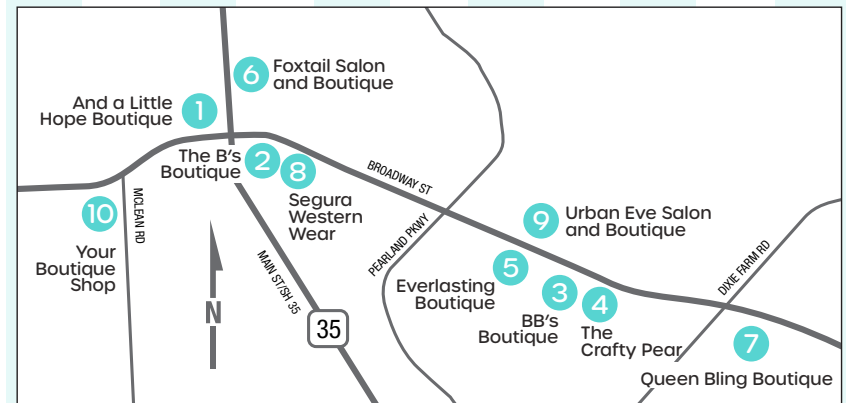 6
Foxtail Salon
and Boutique
And a Little
Hope Boutique
1
The B's
Boutique
2
8
Segura
Western
Wear
BROADWAY ST
MCLEAN RD
10
Your
Boutique
Shop
N
MAIN ST/SH 35
35
PEARLAND PKWY
9
Urban Eve Salon
and Boutique
5
Everlasting
Boutique
3
BB's
Boutique
4
The
Crafty Pear
DIXIE FARM RD
7
Queen Bling Boutique